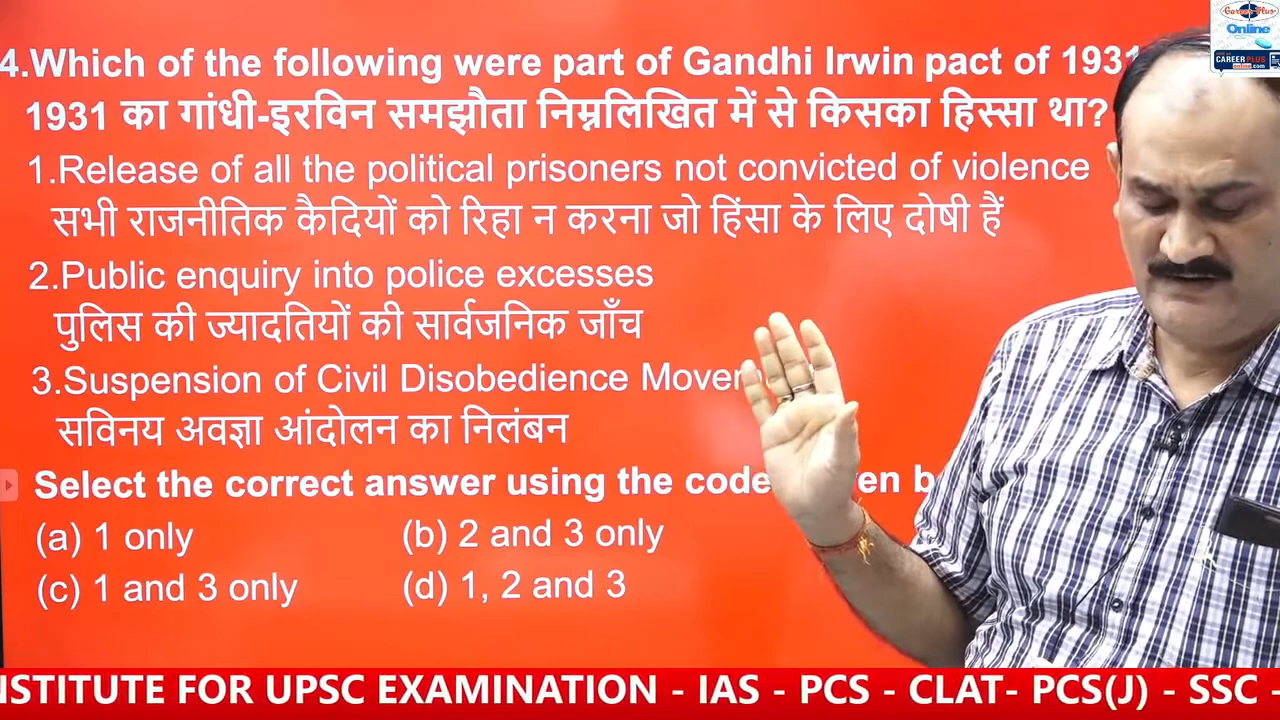 4.Which of the following were part of Gandhi Irwin pact of 1931
1931 का गांधी-इरविन समझौता निम्नलिखित में से किसका हिस्सा था?
1.Release of all the political prisoners not convicted of violence
सभी राजनीतिक कैदियों को रिहा न करना जो हिंसा के लिए दोषी हैं
2.Public enquiry into police excesses
पुलिस की ज्यादतियों की सार्वजनिक जाँच
3.Suspension of Civil Disobedience
सविनय अवज्ञा आंदोलन का निलंबन
Select the correct answer using the code
(a) 1 only (b) 2 and 3 only
(c) 1 and 3 only (d) 1, 2 and 3
Career Plus
Online
CAREER PLUS
NSTITUTE FOR UPSC EXAMINATION - IAS - PCS - CLAT- PCS(J) - SSC -